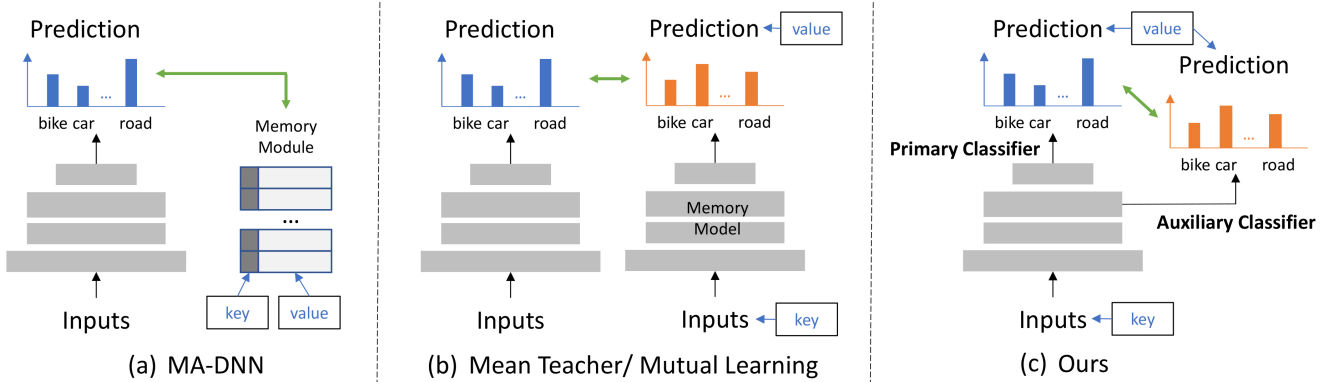 Prediction
...
bike car road
Memory
Module
...
key value
Inputs
(a) MA-DNN
Prediction
...
bike car road
Inputs
Prediction
value
...
bike car road
Memory
Model
Inputs
key
(b) Mean Teacher/ Mutual Learning
Prediction
value
Prediction
...
bike car road
...
bike car road
Primary Classifier
Auxiliary Classifier
Inputs
key
(c) Ours